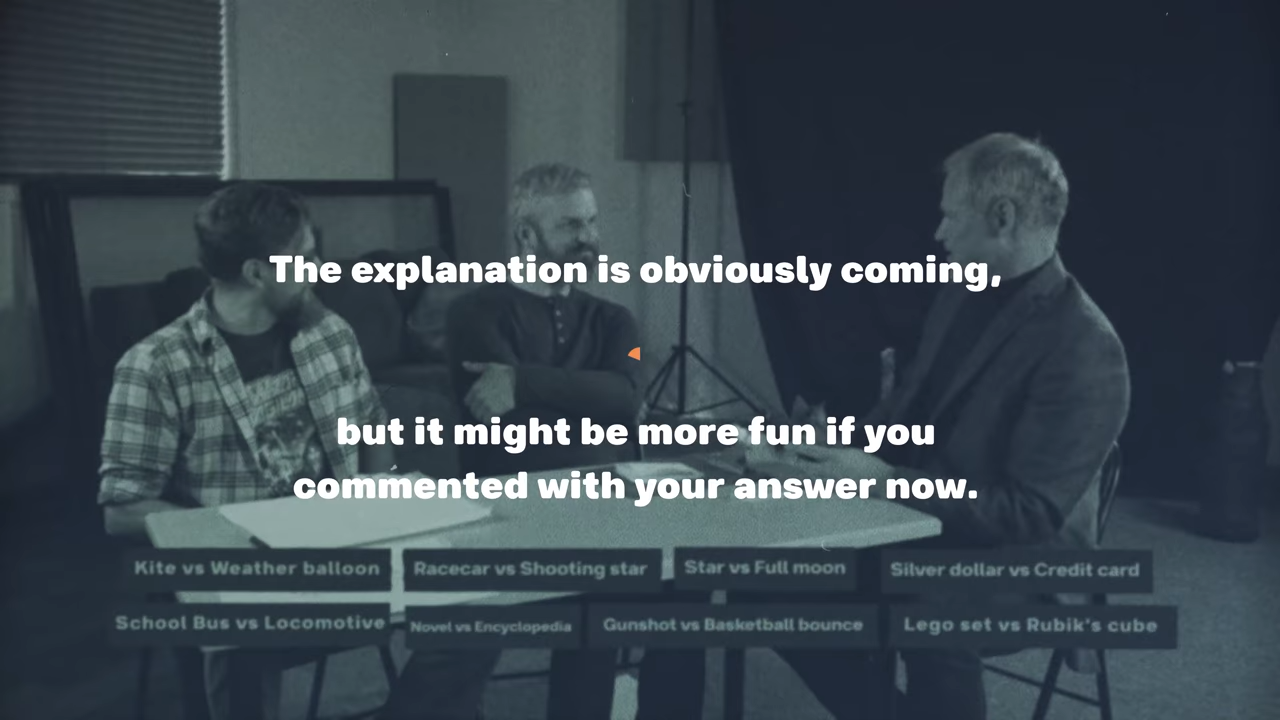 The explanation is obviously coming,
but it might be more fun if you
commented with your answer now.
Kite vs Weather balloon
Racecar vs Shooting star
Star vs Full moon
Silver dollar vs Credit card
School Bus vs Locomotive
Novel vs Encyclopedia
Gunshot vs Basketball bounce
Lego set vs Rubik's cube